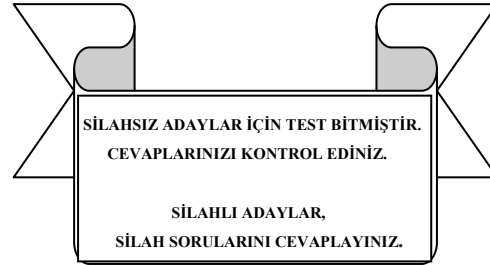 SİLAHSIZ ADAYLAR İÇİN TEST BİTMİŞTİR.
CEVAPLARINIZI KONTROL EDİNİZ.
SİLAHLI ADAYLAR,
SİLAH SORULARINI CEVAPLAYINIZ.